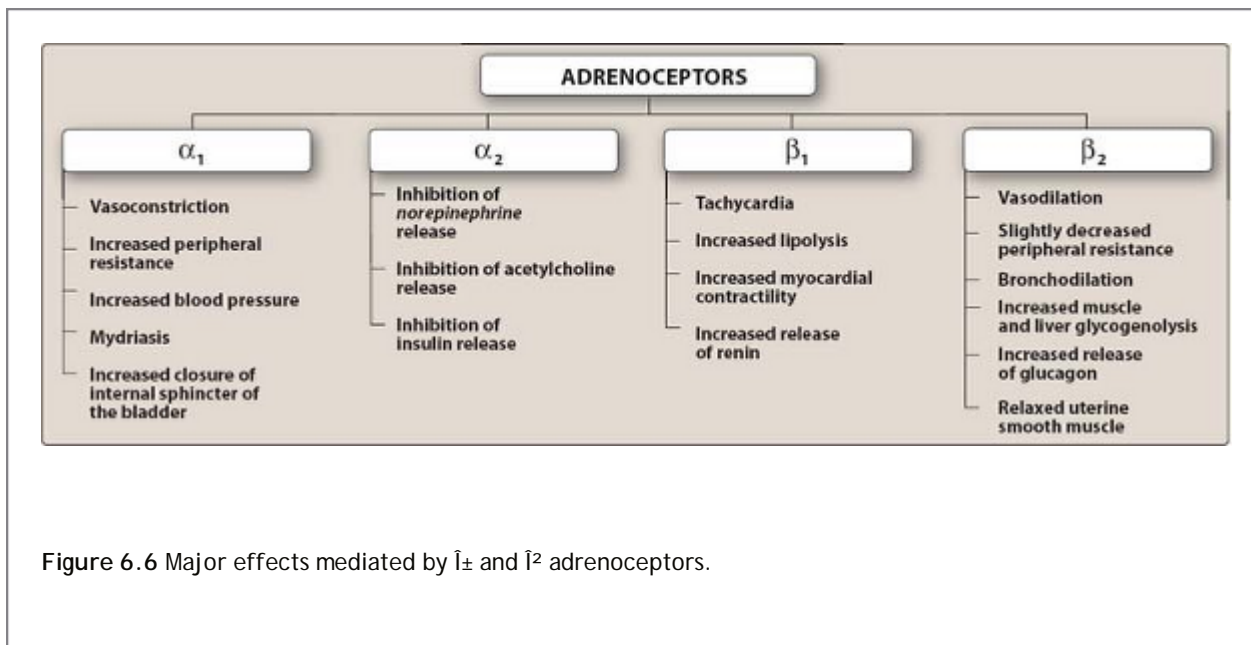 ADRENOCEPTORS
α₁
Vasoconstriction
Increased peripheral
resistance
Increased blood pressure
Mydriasis
Increased closure of
internal sphincter of
the bladder
α₂
Inhibition of
norepinephrine
release
Inhibition of acetylcholine
release
Inhibition of
insulin release
β₁
Tachycardia
Increased lipolysis
Increased myocardial
contractility
Increased release
of renin
β₂
Vasodilation
Slightly decreased
peripheral resistance
Bronchodilation
Increased muscle
and liver glycogenolysis
Increased release
of glucagon
Relaxed uterine
smooth muscle
Figure 6.6 Major effects mediated by Î± and Î² adrenoceptors.